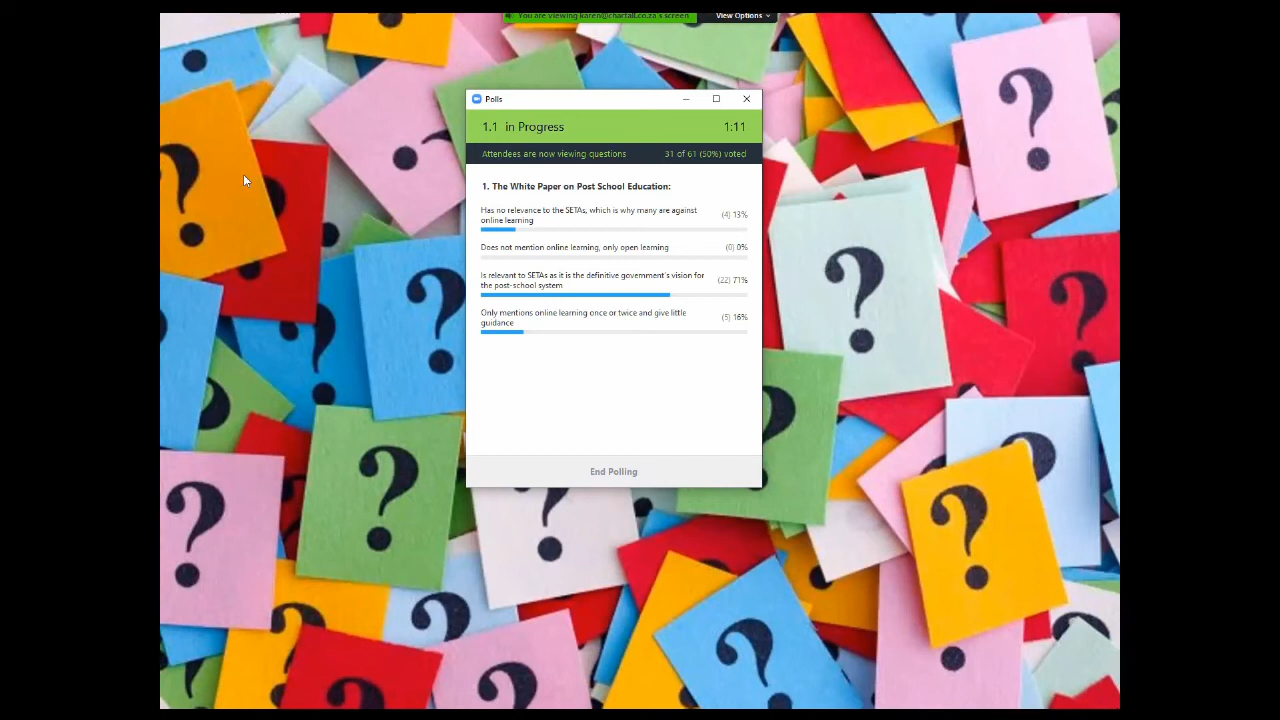 You are viewing karen@chartall.co.za's screen View Options
Polls
1.1 in Progress 1:11
Attendees are now viewing questions 31 of 61 (50%) voted
1. The White Paper on Post School Education:
Has no relevance to the SETAs, which is why many are against
online learning
(4) 13%
Does not mention online learning, only open learning (0) 0%
Is relevant to SETAs as it is the definitive government's vision for
the post-school system
(22) 71%
Only mentions online learning once or twice and give little
guidance
(5) 16%
End Polling
? ? ? ? ? ? ? ? ? ? ? ?